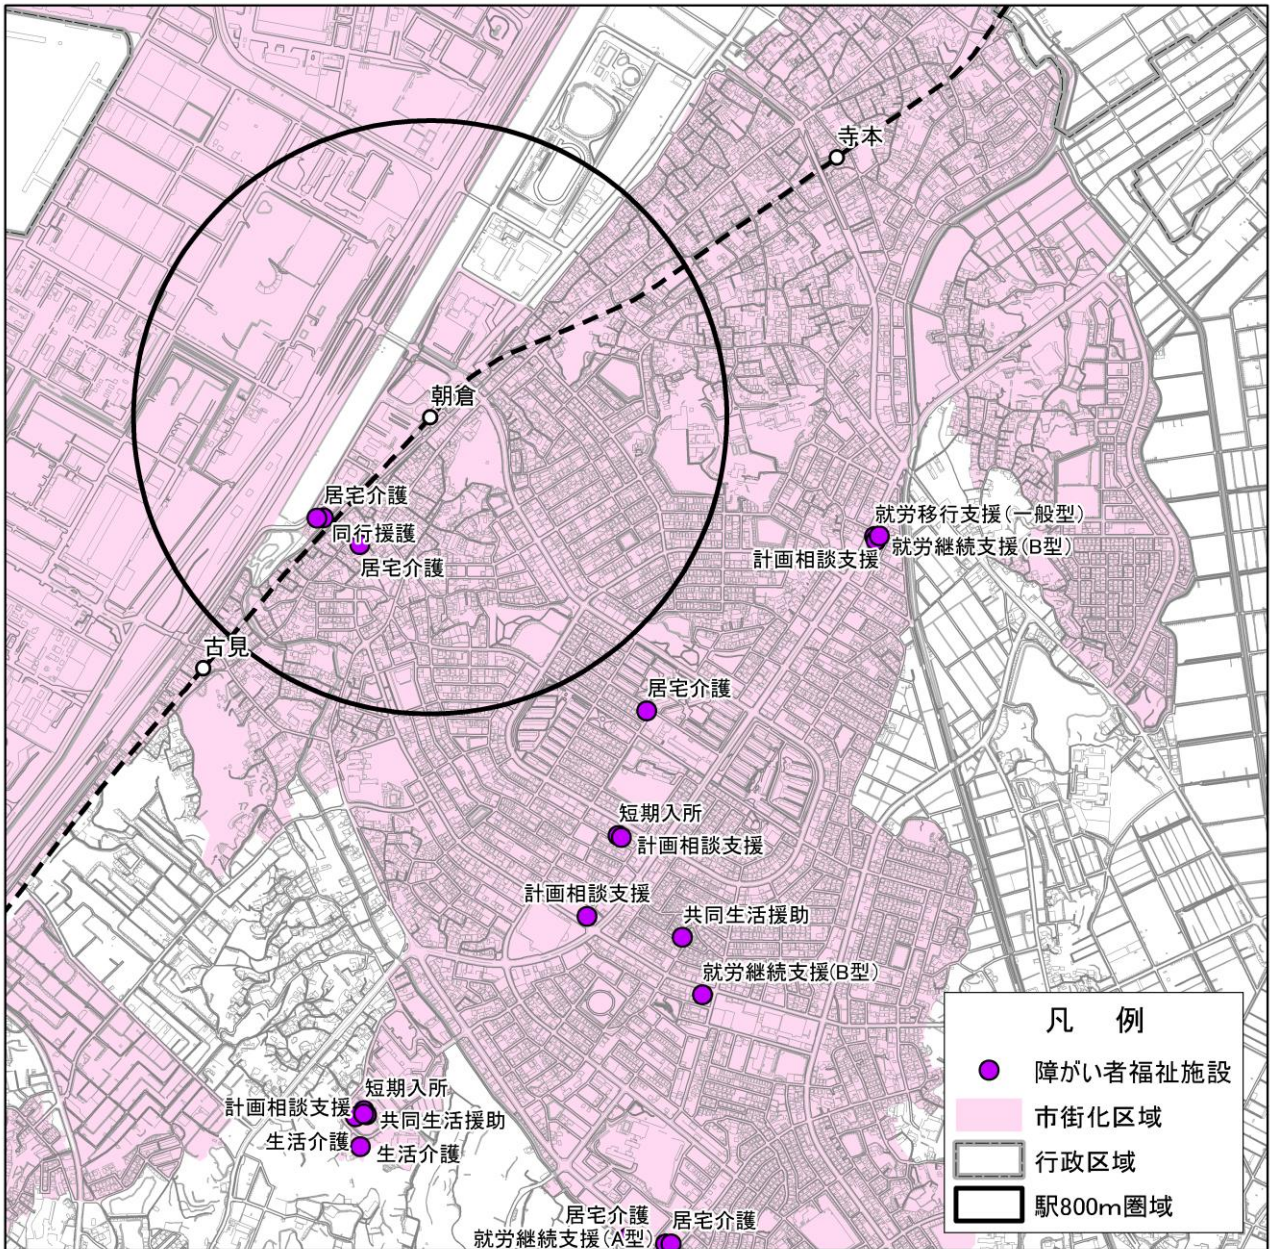 寺本
朝倉
居宅介護
同行援護
居宅介護
就労移行支援(一般型)
計画相談支援
就労継続支援(B型)
古見
居宅介護
短期入所
計画相談支援
計画相談支援
共同生活援助
就労継続支援(B型)
短期入所
計画相談支援
共同生活援助
生活介護
生活介護
居宅介護
居宅介護
就労継続支援(A型)
凡 例
障がい者福祉施設
市街化区域
行政区域
駅800m圏域